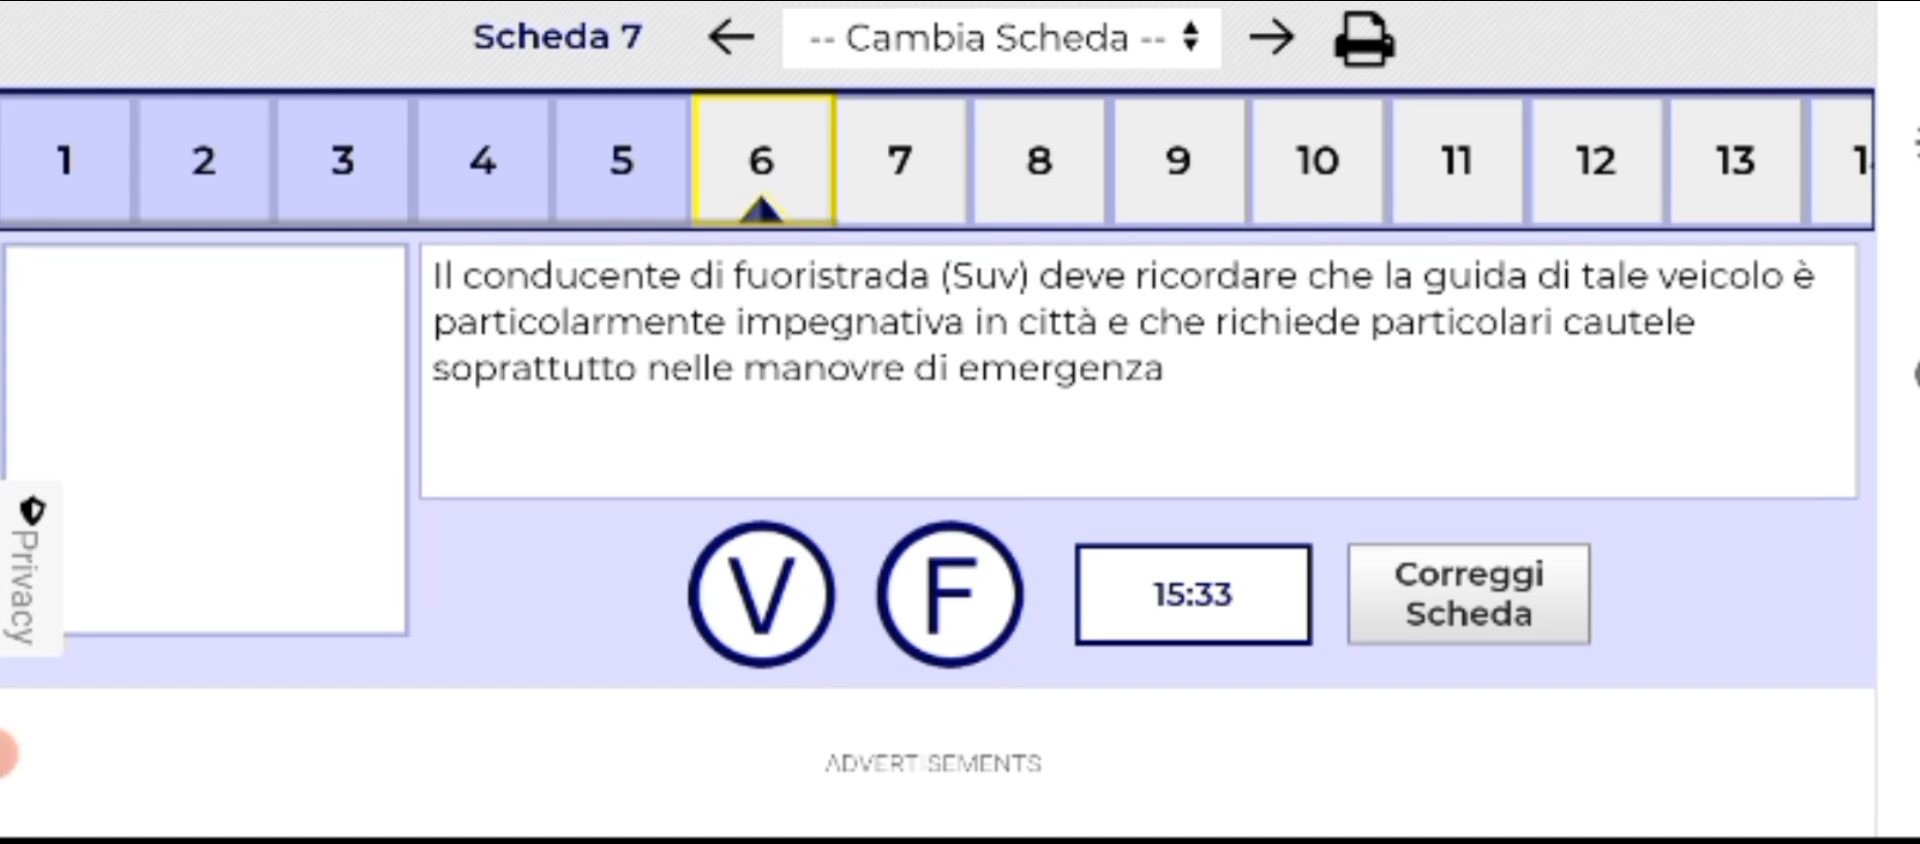 Scheda 7
-- Cambia Scheda --
1 2 3 4 5 6 7 8 9 10 11 12 13
Il conducente di fuoristrada (Suv) deve ricordare che la guida di tale veicolo è
particolarmente impegnativa in città e che richiede particolari cautele
soprattutto nelle manovre di emergenza
Privacy
V F
15:33
Correggi
Scheda
ADVERTISEMENTS